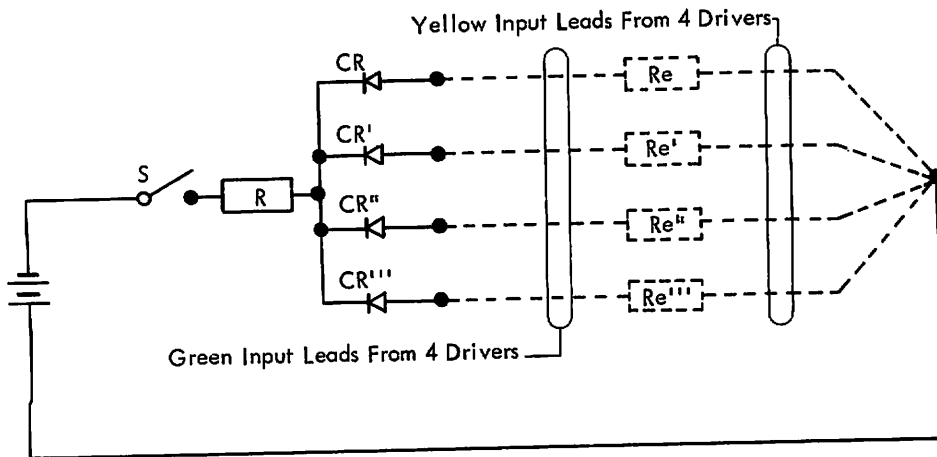 Yellow Input Leads From 4 Drivers
CR
Re
CR'
Re'
S
R
CR"
Re"
CR'''
Re'''
Green Input Leads From 4 Drivers